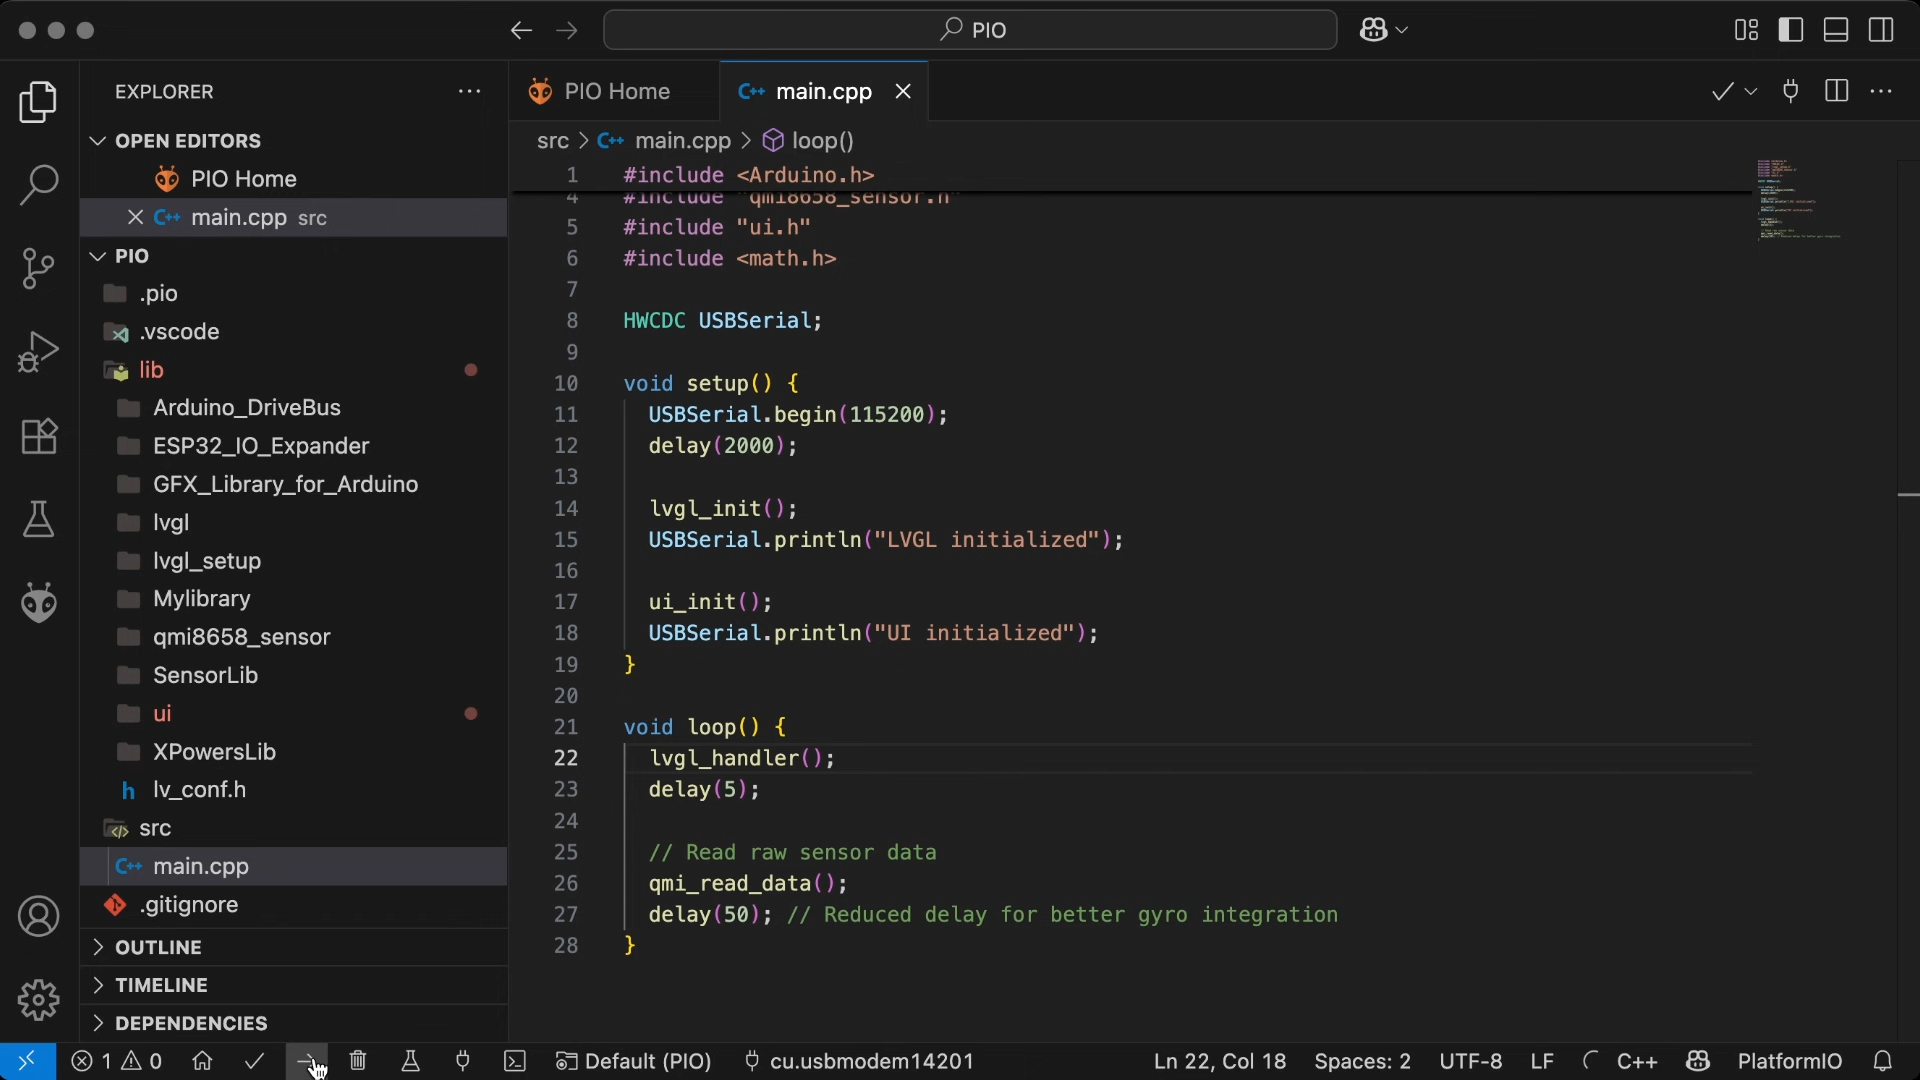 PIO
EXPLORER
OPEN EDITORS
PIO Home
main.cpp src
PIO
.pio
.vscode
lib
Arduino_DriveBus
ESP32_IO_Expander
GFX_Library_for_Arduino
lvgl
lvgl_setup
Mylibrary
qmi8658_sensor
SensorLib
ui
XPowersLib
h lv_conf.h
src
C++ main.cpp
.gitignore
OUTLINE
TIMELINE
DEPENDENCIES
PIO Home
C++ main.cpp
src > C++ main.cpp > loop()
1 #include <Arduino.h>
4 #include "qmi8658_sensor.h"
5 #include "ui.h"
6 #include <math.h>
7
8 HWCDC USBSerial;
9
10 void setup() {
11 USBSerial.begin(115200);
12 delay(2000);
13
14 lvgl_init();
15 USBSerial.println("LVGL initialized");
16
17 ui_init();
18 USBSerial.println("UI initialized");
19 }
20
21 void loop() {
22 lvgl_handler();
23 delay(5);
24
25 // Read raw sensor data
26 qmi_read_data();
27 delay(50); // Reduced delay for better gyro integration
28 }
1 0 Default (PIO) cu.usbmodem14201 Ln 22, Col 18 Spaces: 2 UTF-8 LF C++ PlatformIO